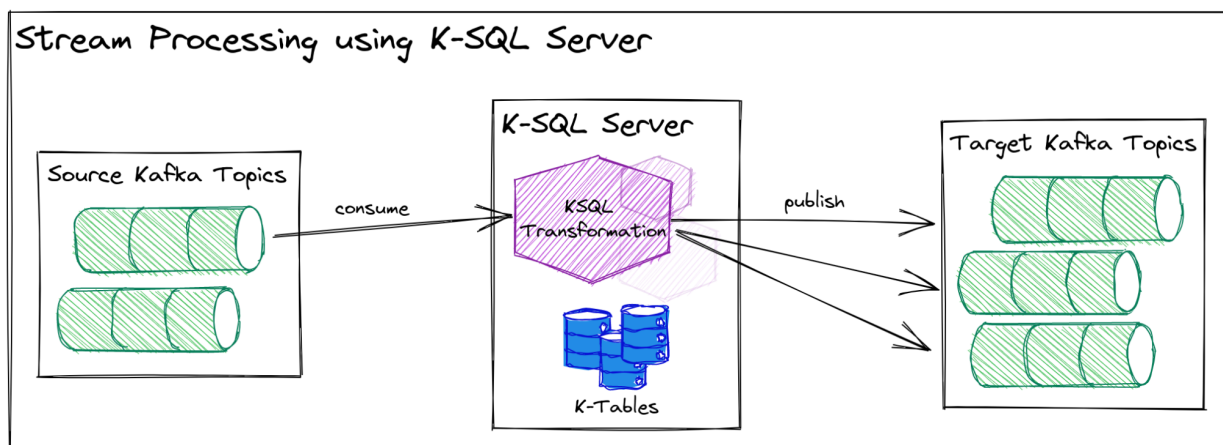 Stream Processing using K-SQL Server
Source Kafka Topics
consume
K-SQL Server
KSQL
Transformation
K-Tables
publish
Target Kafka Topics